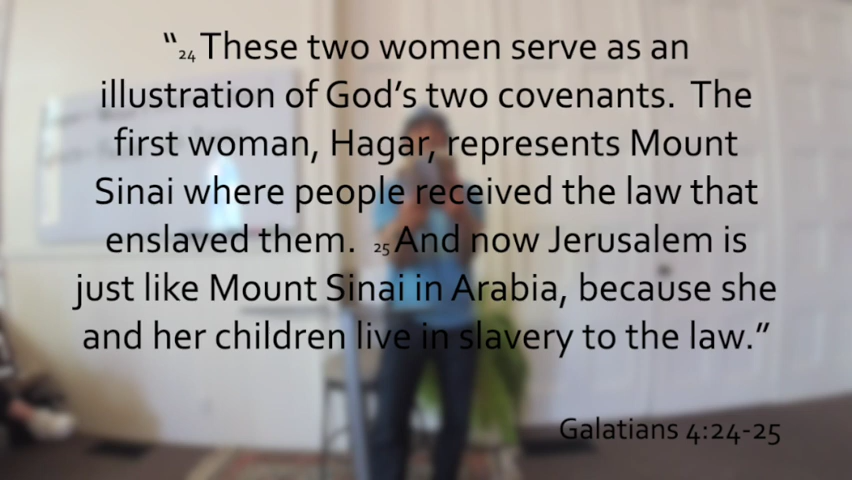 “24 These two women serve as an
illustration of God’s two covenants. The
first woman, Hagar, represents Mount
Sinai where people received the law that
enslaved them. 25 And now Jerusalem is
just like Mount Sinai in Arabia, because she
and her children live in slavery to the law.”
Galatians 4:24-25